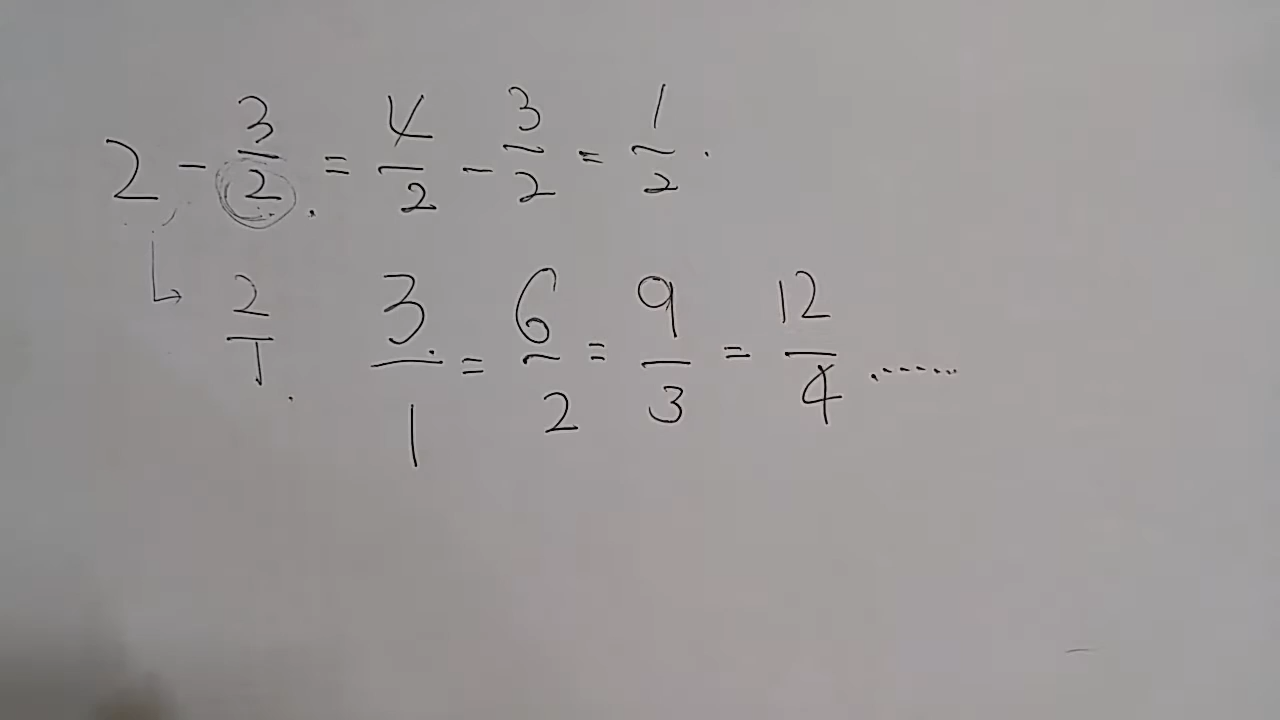 2 - 3/2 = 4/2 - 3/2 = 1/2.
2/1 3/1 = 6/2 = 9/3 = 12/4 .......